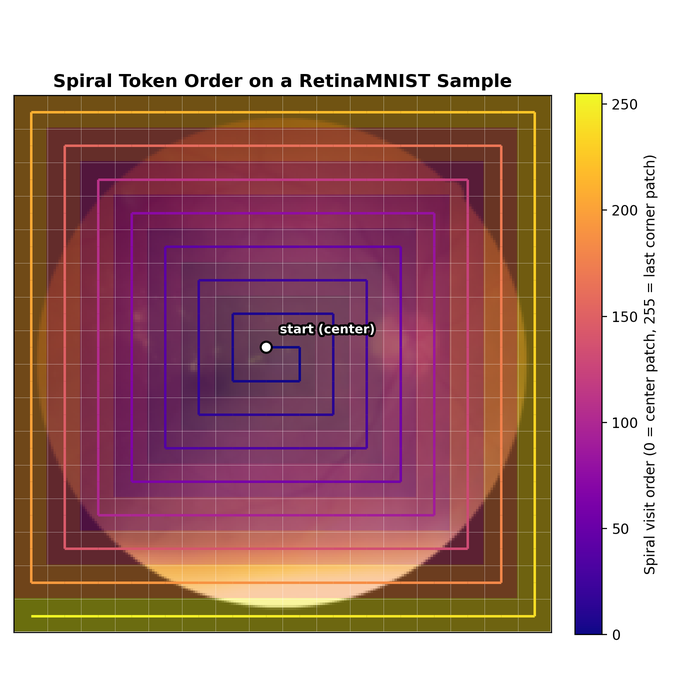 Spiral Token Order on a RetinaMNIST Sample
start (center)
250
200
150
100
50
0
Spiral visit order (0 = center patch, 255 = last corner patch)